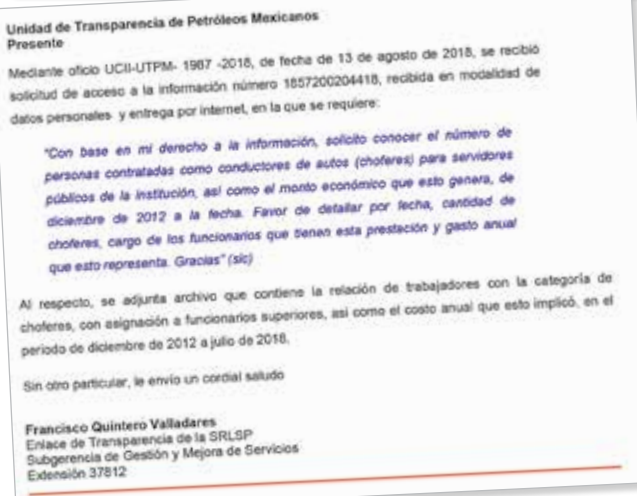 Unidad de Transparencia de Petróleos Mexicanos
Presente
Mediante oficio UCII-UTPM- 1987 -2018, de fecha de 13 de agosto de 2018, se recibió
solicitud de acceso a la información número 1857200204418, recibida en modalidad de
datos personales y entrega por internet, en la que se requiere:
"Con base en mi derecho a la información, solicito conocer el número de
personas contratadas como conductores de autos (choferes) para servidores
públicos de la institución, así como el monto económico que esto genera, de
diciembre de 2012 a la fecha. Favor de detallar por fecha, cantidad de
choferes, cargo de los funcionarios que tienen esta prestación y gasto anual
que esto representa. Gracias" (sic)
Al respecto, se adjunta archivo que contiene la relación de trabajadores con la categoría de
choferes, con asignación a funcionarios superiores, así como el costo anual que esto implicó, en el
periodo de diciembre de 2012 a julio de 2018.
Sin otro particular, le envío un cordial saludo
Francisco Quintero Valladares
Enlace de Transparencia de la SRLSP
Subgerencia de Gestión y Mejora de Servicios
Extensión 37812